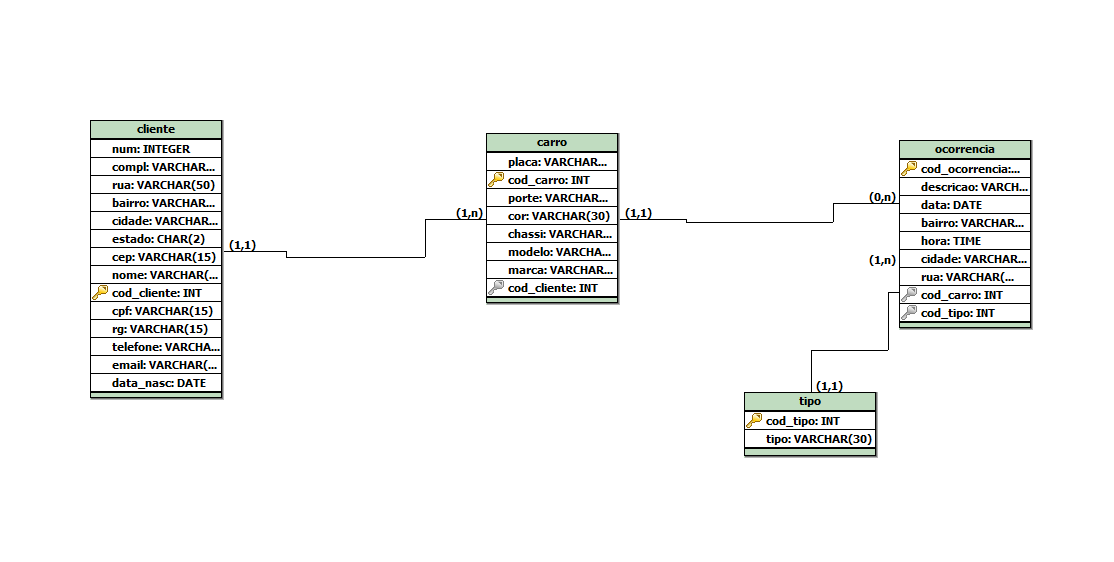 cliente
num: INTEGER
compl: VARCHAR...
rua: VARCHAR(50)
bairro: VARCHAR...
cidade: VARCHAR...
estado: CHAR(2)
cep: VARCHAR(15)
nome: VARCHAR(...
cod_cliente: INT
cpf: VARCHAR(15)
rg: VARCHAR(15)
telefone: VARCHA...
email: VARCHAR(...
data_nasc: DATE
(1,1)
(1,n)
carro
placa: VARCHAR...
cod_carro: INT
porte: VARCHAR...
cor: VARCHAR(30)
chassi: VARCHAR...
modelo: VARCHA...
marca: VARCHAR...
cod_cliente: INT
(1,1)
(0,n)
(1,n)
ocorrencia
cod_ocorrencia:...
descricao: VARCH...
data: DATE
bairro: VARCHAR...
hora: TIME
cidade: VARCHAR...
rua: VARCHAR(...
cod_carro: INT
cod_tipo: INT
(1,1)
tipo
cod_tipo: INT
tipo: VARCHAR(30)